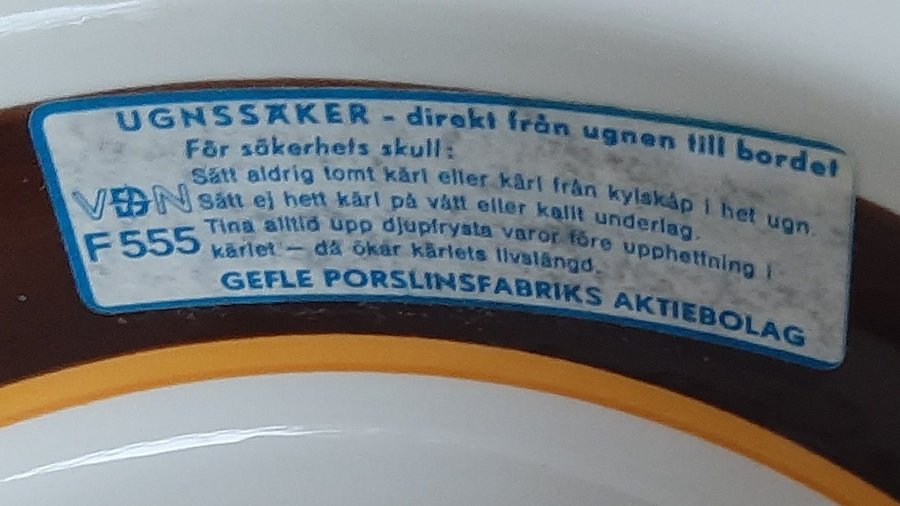 UGNSSÄKER - direkt från ugnen till bordet
För säkerhets skull:
Sätt aldrig tomt kärl eller kärl från kylskåp i het ugn.
Sätt ej hett kärl på vått eller kallt underlag.
Tina alltid upp djupfrysta varor före upphettning i
kärlet – då ökar kärlets livslängd.
VDN
F 555
GEFLE PORSLINSFABRIKS AKTIEBOLAG